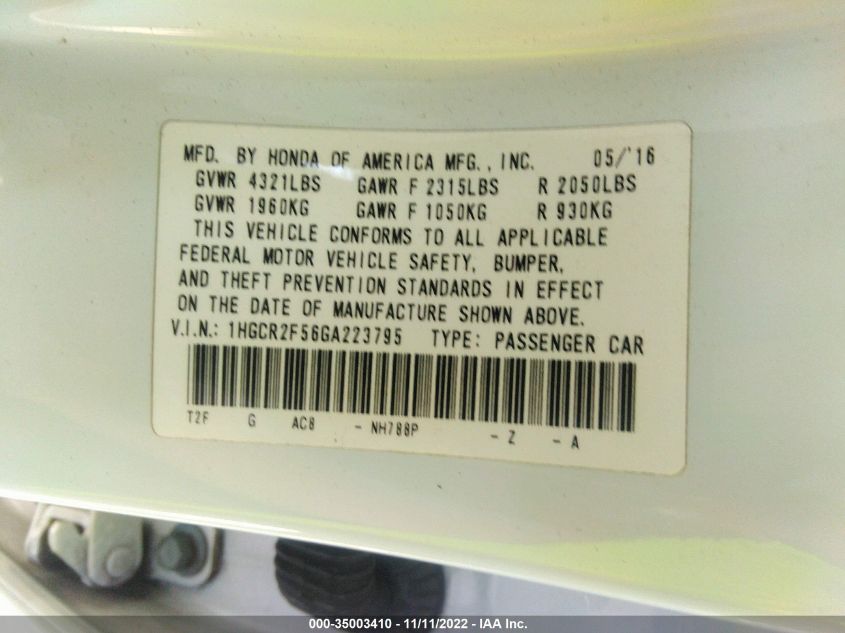 MFD. BY HONDA OF AMERICA MFG., INC. 05/'16
GVWR 4321LBS GAWR F 2315LBS R 2050LBS
GVWR 1960KG GAWR F 1050KG R 930KG
THIS VEHICLE CONFORMS TO ALL APPLICABLE
FEDERAL MOTOR VEHICLE SAFETY, BUMPER,
AND THEFT PREVENTION STANDARDS IN EFFECT
ON THE DATE OF MANUFACTURE SHOWN ABOVE.
V.I.N.: 1HGCR2F56GA223795 TYPE: PASSENGER CAR
T2F G AC8 - NH788P - Z - A
000-35003410 - 11/11/2022 - IAA Inc.